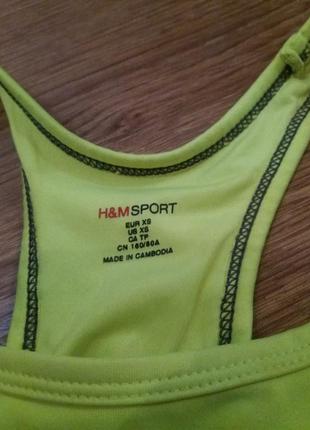 H&M SPORT
EUR XS
US XS
CA TP
CN 160/80A
MADE IN CAMBODIA